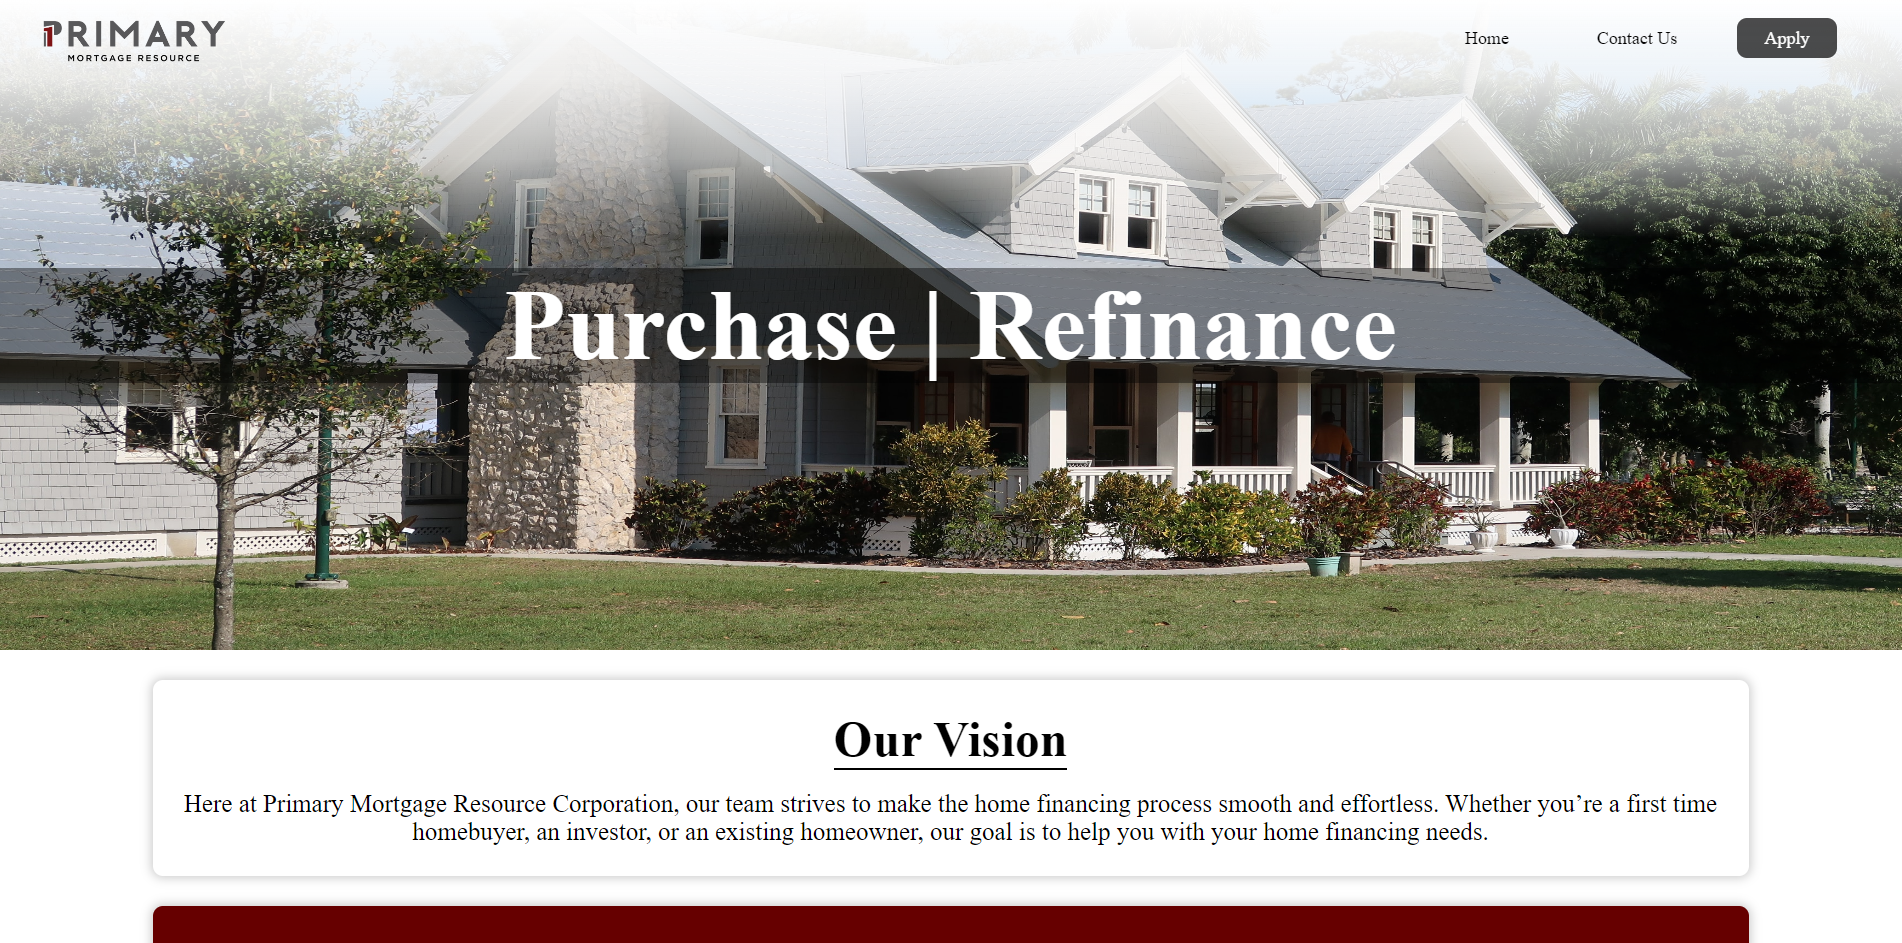 PRIMARY
MORTGAGE RESOURCE
Home
Contact Us
Apply
Purchase | Refinance
Our Vision
Here at Primary Mortgage Resource Corporation, our team strives to make the home financing process smooth and effortless. Whether you’re a first time
homebuyer, an investor, or an existing homeowner, our goal is to help you with your home financing needs.